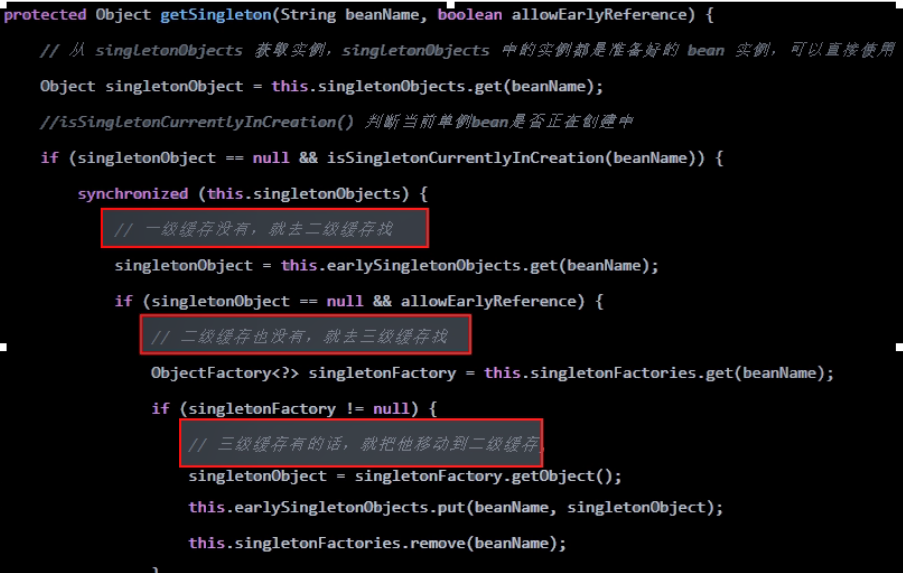 protected Object getSingleton(String beanName, boolean allowEarlyReference) {
// 从 singletonObjects 获取实例，singletonObjects 中的实例都是准备好的 bean 实例，可以直接使用
Object singletonObject = this.singletonObjects.get(beanName);
//isSingletonCurrentlyInCreation() 判断当前单例bean是否正在创建中
if (singletonObject == null && isSingletonCurrentlyInCreation(beanName)) {
synchronized (this.singletonObjects) {
// 一级缓存没有，就去二级缓存找
singletonObject = this.earlySingletonObjects.get(beanName);
if (singletonObject == null && allowEarlyReference) {
// 二级缓存也没有，就去三级缓存找
ObjectFactory<?> singletonFactory = this.singletonFactories.get(beanName);
if (singletonFactory != null) {
// 三级缓存有的话，就把他移动到二级缓存,
singletonObject = singletonFactory.getObject();
this.earlySingletonObjects.put(beanName, singletonObject);
this.singletonFactories.remove(beanName);
}